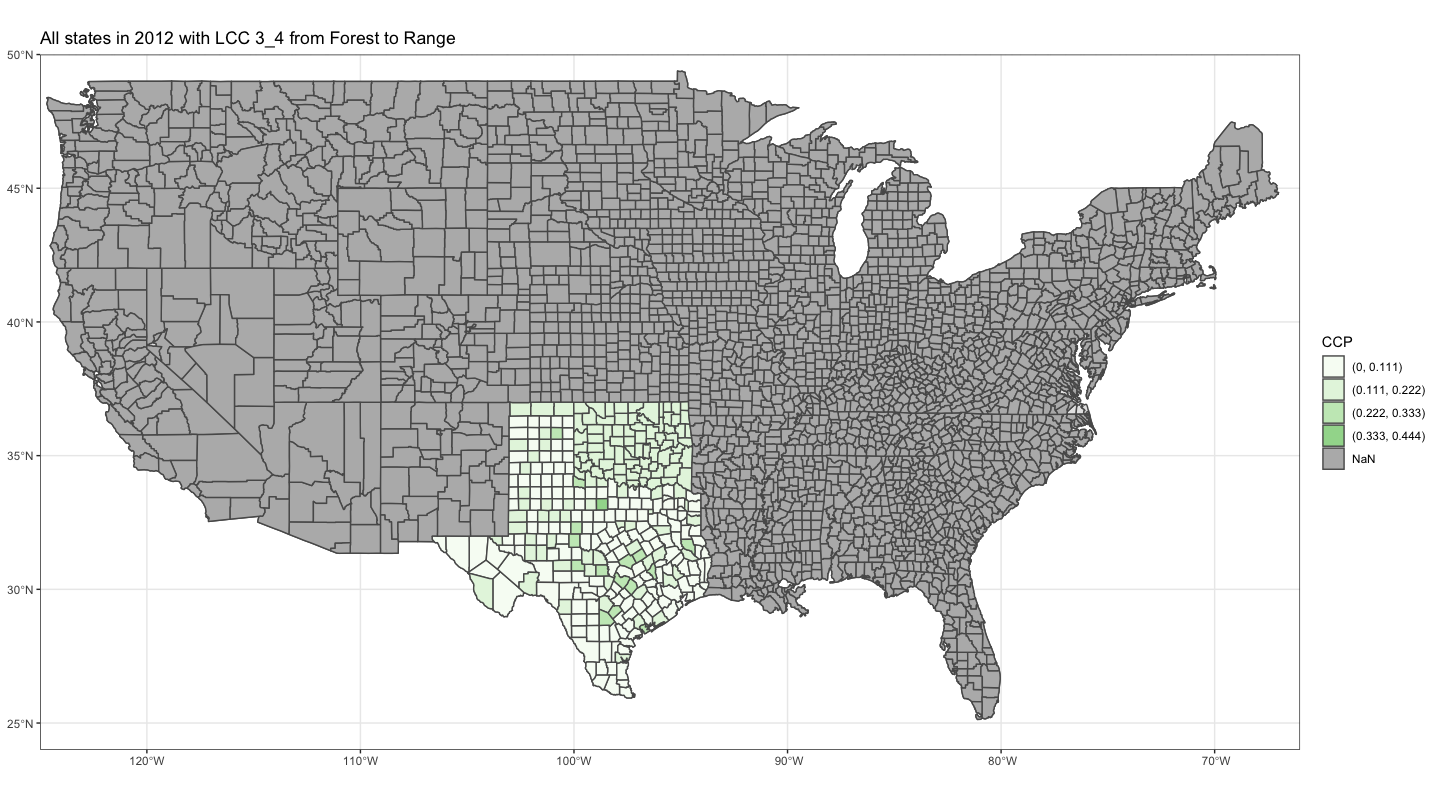 All states in 2012 with LCC 3_4 from Forest to Range
50°N
45°N
40°N
35°N
30°N
25°N
120°W
110°W
100°W
90°W
80°W
70°W
CCP
(0, 0.111)
(0.111, 0.222)
(0.222, 0.333)
(0.333, 0.444)
NaN